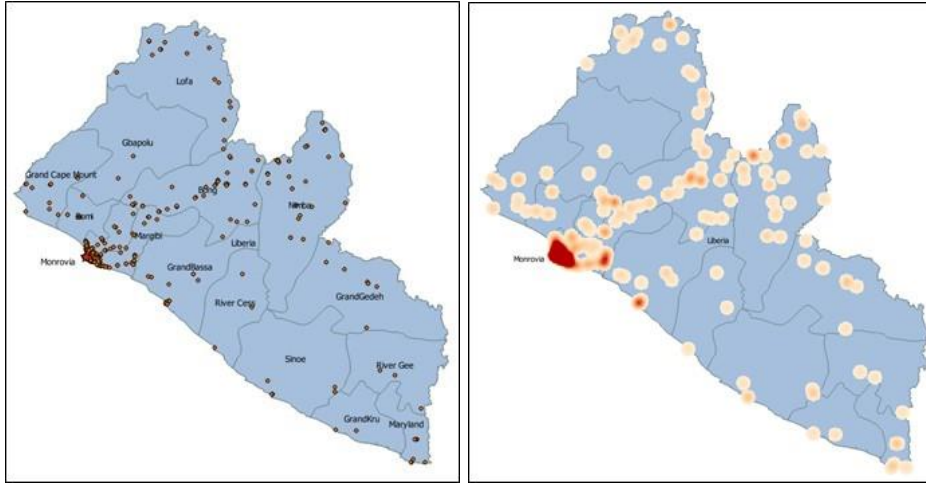 Lofa
Gbapolu
Grand Cape Mount
Bong
Nimba
Bomi
Margibi
Liberia
Monrovia
GrandBassa
River Cess
GrandGedeh
Sinoe
River Gee
GrandKru
Maryland
Liberia
Monrovia